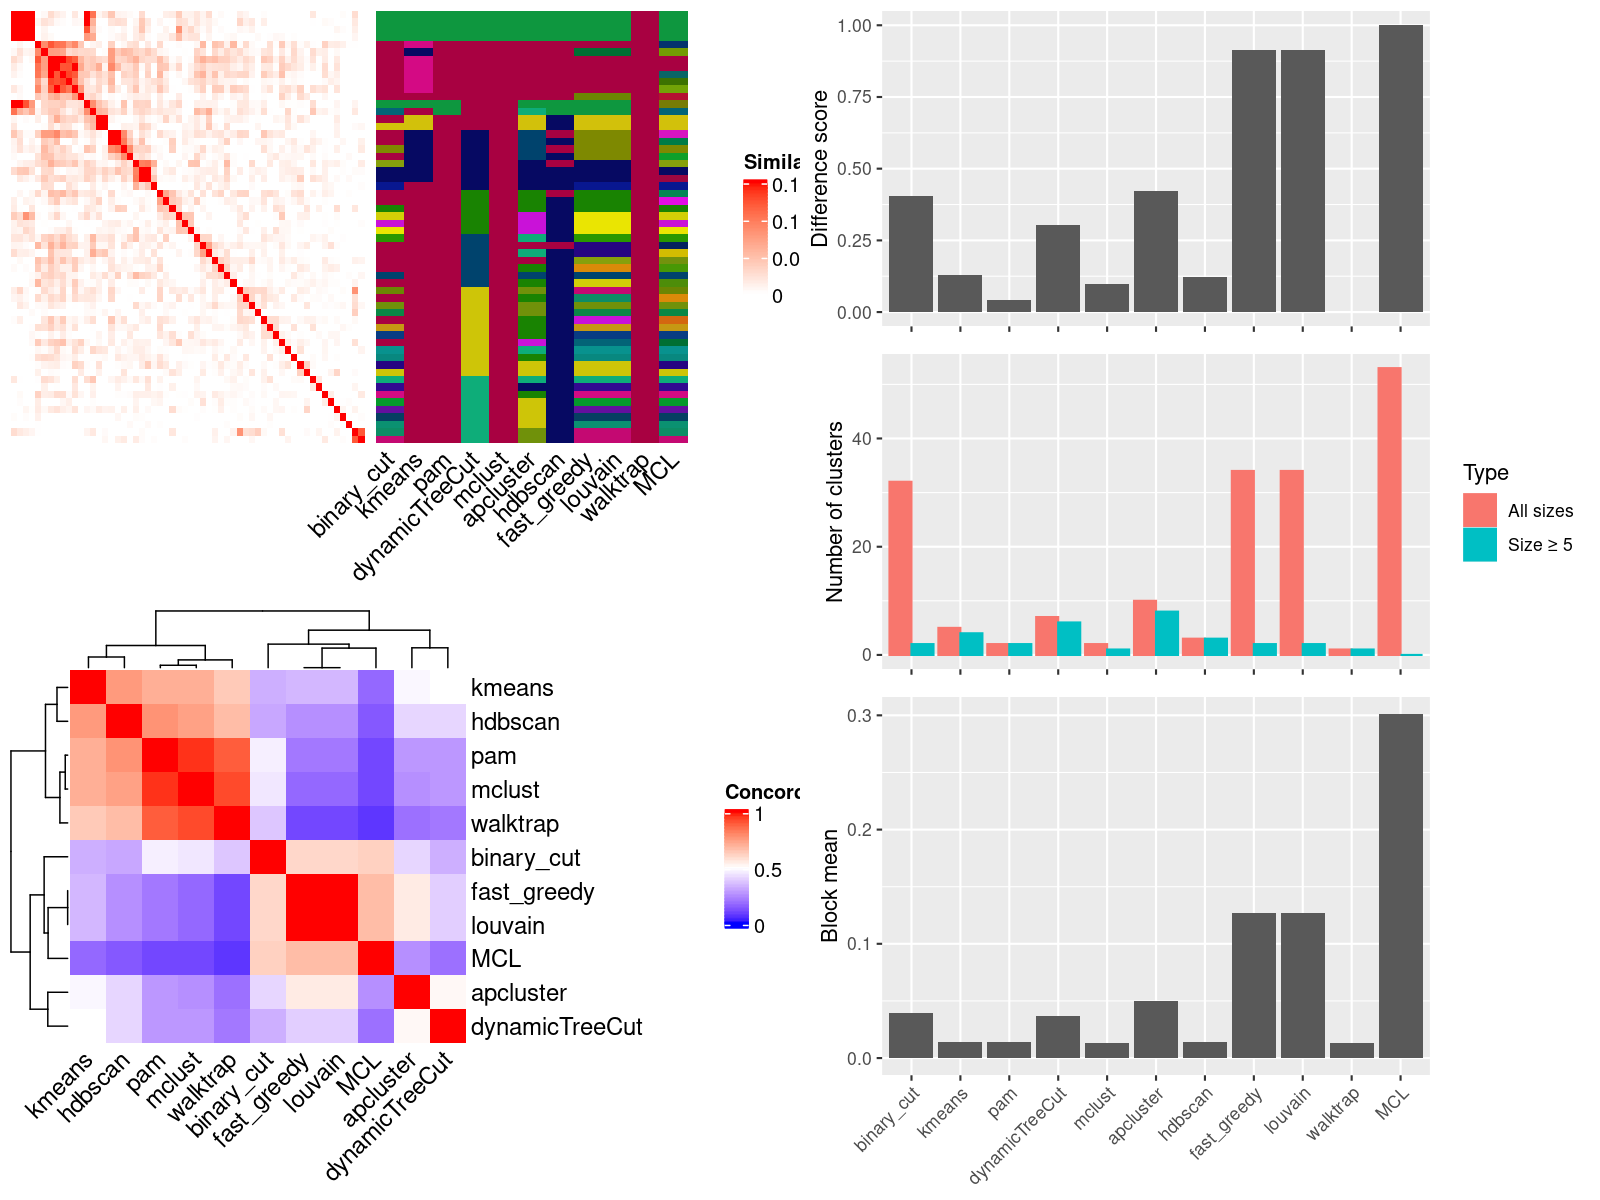 Simila
0.1
0.1
0.0
0
binary_cut
kmeans
pam
dynamicTreeCut
mclust
apcluster
hdbscan
fast_greedy
louvain
walktrap
MCL
kmeans
hdbscan
pam
mclust
walktrap
binary_cut
fast_greedy
louvain
MCL
apcluster
dynamicTreeCut
kmeans
hdbscan
pam
mclust
walktrap
binary_cut
fast_greedy
louvain
MCL
apcluster
dynamicTreeCut
Concord
1
0.5
0
Difference score
1.00
0.75
0.50
0.25
0.00
Number of clusters
40
20
0
Type
All sizes
Size ≥ 5
Block mean
0.3
0.2
0.1
0.0
binary_cut
kmeans
pam
dynamicTreeCut
mclust
apcluster
hdbscan
fast_greedy
louvain
walktrap
MCL